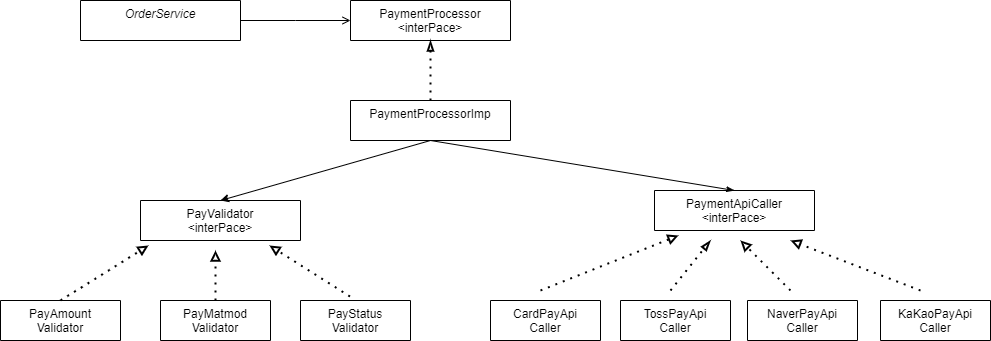 OrderService
PaymentProcessor
<interPace>
PaymentProcessorImp
PayValidator
<interPace>
PaymentApiCaller
<interPace>
PayAmount
Validator
PayMatmod
Validator
PayStatus
Validator
CardPayApi
Caller
TossPayApi
Caller
NaverPayApi
Caller
KaKaoPayApi
Caller